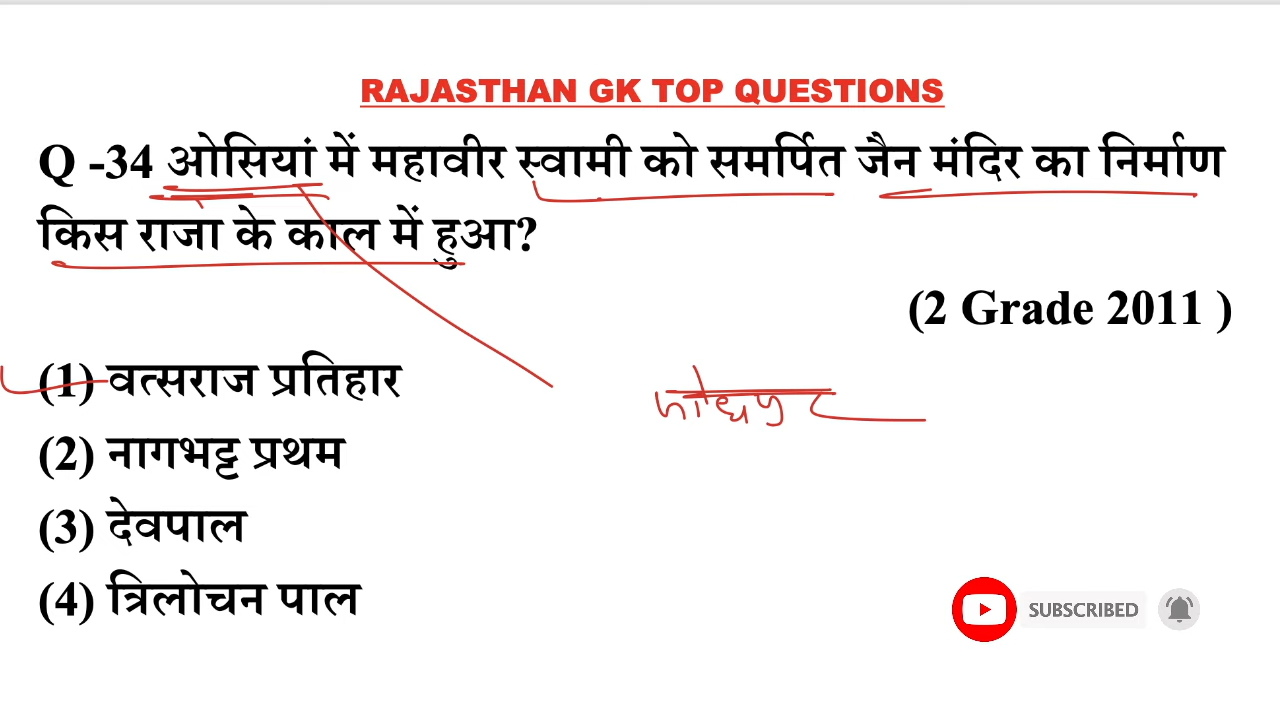 RAJASTHAN GK TOP QUESTIONS
Q -34 ओसियां में महावीर स्वामी को समर्पित जैन मंदिर का निर्माण
किस राजा के काल में हुआ?
(2 Grade 2011 )
(1) वत्सराज प्रतिहार
जोधपुर
(2) नागभट्ट प्रथम
(3) देवपाल
(4) त्रिलोचन पाल
SUBSCRIBED